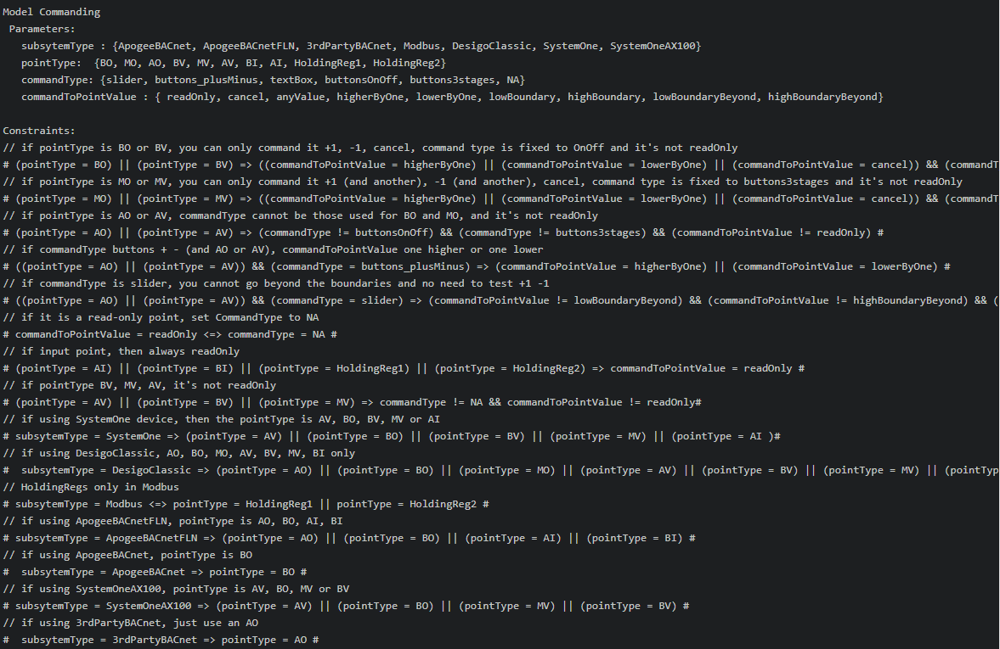 Model Commanding
Parameters:
subsytemType : {ApogeeBACnet, ApogeeBACnetFLN, 3rdPartyBACnet, Modbus, DesigoClassic, SystemOne, SystemOneAX100}
pointType:  {BO, MO, AO, BV, MV, AV, BI, AI, HoldingReg1, HoldingReg2}
commandType: {slider, buttons_plusMinus, textBox, buttonsOnOff, buttons3stages, NA}
commandToPointValue : { readOnly, cancel, anyValue, higherByOne, lowerByOne, lowBoundary, highBoundary, lowBoundaryBeyond, highBoundaryBeyond}
Constraints:
// if pointType is BO or BV, you can only command it +1, -1, cancel, command type is fixed to OnOff and it's not readOnly
# (pointType = BO) || (pointType = BV) => ((commandToPointValue = higherByOne) || (commandToPointValue = lowerByOne) || (commandToPointValue = cancel)) && (commandT
// if pointType is MO or MV, you can only command it +1 (and another), -1 (and another), cancel, command type is fixed to buttons3stages and it's not readOnly
# (pointType = MO) || (pointType = MV) => ((commandToPointValue = higherByOne) || (commandToPointValue = lowerByOne) || (commandToPointValue = cancel)) && (commandT
// if pointType is AO or AV, commandType cannot be those used for BO and MO, and it's not readOnly
# (pointType = AO) || (pointType = AV) => (commandType != buttonsOnOff) && (commandType != buttons3stages) && (commandToPointValue != readOnly) #
// if commandType buttons + - (and AO or AV), commandToPointValue one higher or one lower
# ((pointType = AO) || (pointType = AV)) && (commandType = buttons_plusMinus) => (commandToPointValue = higherByOne) || (commandToPointValue = lowerByOne) #
// if commandType is slider, you cannot go beyond the boundaries and no need to test +1 -1
# ((pointType = AO) || (pointType = AV)) && (commandType = slider) => (commandToPointValue != lowBoundaryBeyond) && (commandToPointValue != highBoundaryBeyond) && (
// if it is a read-only point, set CommandType to NA
# commandToPointValue = readOnly <=> commandType = NA #
// if input point, then always readOnly
# (pointType = AI) || (pointType = BI) || (pointType = HoldingReg1) || (pointType = HoldingReg2) => commandToPointValue = readOnly #
// if pointType BV, MV, AV, it's not readOnly
# (pointType = AV) || (pointType = BV) || (pointType = MV) => commandType != NA && commandToPointValue != readOnly#
// if using SystemOne device, then the pointType is AV, BO, BV, MV or AI
# subsytemType = SystemOne => (pointType = AV) || (pointType = BO) || (pointType = BV) || (pointType = MV) || (pointType = AI )#
// if using DesigoClassic, AO, BO, MO, AV, BV, MV, BI only
#  subsytemType = DesigoClassic => (pointType = AO) || (pointType = BO) || (pointType = MO) || (pointType = AV) || (pointType = BV) || (pointType = MV) || (pointTyp
// HoldingRegs only in Modbus
# subsytemType = Modbus <=> pointType = HoldingReg1 || pointType = HoldingReg2 #
// if using ApogeeBACnetFLN, pointType is AO, BO, AI, BI
# subsytemType = ApogeeBACnetFLN => (pointType = AO) || (pointType = BO) || (pointType = AI) || (pointType = BI) #
// if using ApogeeBACnet, pointType is BO
#  subsytemType = ApogeeBACnet => pointType = BO #
// if using SystemOneAX100, pointType is AV, BO, MV or BV
# subsytemType = SystemOneAX100 => (pointType = AV) || (pointType = BO) || (pointType = MV) || (pointType = BV) #
// if using 3rdPartyBACnet, just use an AO
#  subsytemType = 3rdPartyBACnet => pointType = AO #